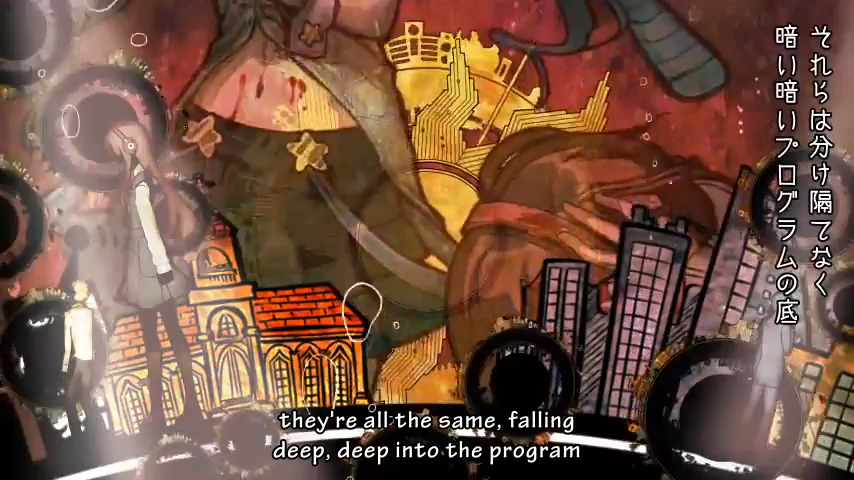 それらは分け隔てなく
暗い暗いプログラムの底
they're all the same, falling
deep, deep into the program